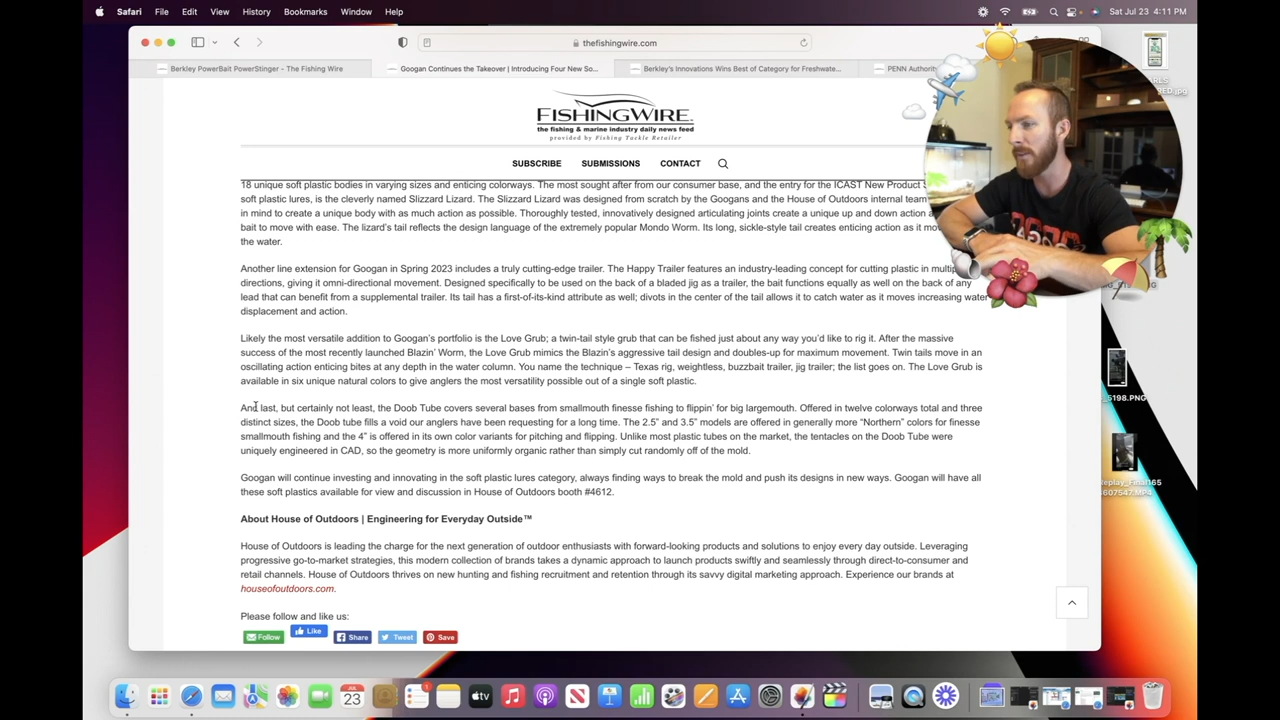 Safari File Edit View History Bookmarks Window Help
Sat Jul 23 4:11 PM
thefishingwire.com
Berkley PowerBait PowerStinger - The Fishing Wire
Googan Continues the Takeover | Introducing Four New So...
Berkley's Innovations Wins Best of Category for Freshwate...
PENN Authority
FISHINGWIRE
the fishing & marine industry daily news feed
provided by Fishing Tackle Retailer
SUBSCRIBE SUBMISSIONS CONTACT
18 unique soft plastic bodies in varying sizes and enticing colorways. The most sought after from our consumer base, and the entry for the ICAST New Product S
soft plastic lures, is the cleverly named Slizzard Lizard. The Slizzard Lizard was designed from scratch by the Googans and the House of Outdoors internal team
in mind to create a unique body with as much action as possible. Thoroughly tested, innovatively designed articulating joints create a unique up and down action
bait to move with ease. The lizard's tail reflects the design language of the extremely popular Mondo Worm. Its long, sickle-style tail creates enticing action as it
the water.
Another line extension for Googan in Spring 2023 includes a truly cutting-edge trailer. The Happy Trailer features an industry-leading concept for cutting plastic in
directions, giving it omni-directional movement. Designed specifically to be used on the back of a bladed jig as a trailer, the bait functions equally as well on the back of any
lead that can benefit from a supplemental trailer. Its tail has a first-of-its-kind attribute as well; divots in the center of the tail allows it to catch water as it moves increasing water
displacement and action.
Likely the most versatile addition to Googan's portfolio is the Love Grub; a twin-tail style grub that can be fished just about any way you'd like to rig it. After the massive
success of the most recently launched Blazin' Worm, the Love Grub mimics the Blazin's aggressive tail design and doubles-up for maximum movement. Twin tails move in an
oscillating action enticing bites at any depth in the water column. You name the technique – Texas rig, weightless, buzzbait trailer, jig trailer; the list goes on. The Love Grub is
available in six unique natural colors to give anglers the most versatility possible out of a single soft plastic.
And last, but certainly not least, the Doob Tube covers several bases from smallmouth finesse fishing to flippin' for big largemouth. Offered in twelve colorways total and three
distinct sizes, the Doob tube fills a void our anglers have been requesting for a long time. The 2.5" and 3.5" models are offered in generally more "Northern" colors for finesse
smallmouth fishing and the 4" is offered in its own color variants for pitching and flipping. Unlike most plastic tubes on the market, the tentacles on the Doob Tube were
uniquely engineered in CAD, so the geometry is more uniformly organic rather than simply cut randomly off of the mold.
Googan will continue investing and innovating in the soft plastic lures category, always finding ways to break the mold and push its designs in new ways. Googan will have all
these soft plastics available for view and discussion in House of Outdoors booth #4612.
About House of Outdoors | Engineering for Everyday Outside™
House of Outdoors is leading the charge for the next generation of outdoor enthusiasts with forward-looking products and solutions to enjoy every day outside. Leveraging
progressive go-to-market strategies, this modern collection of brands takes a dynamic approach to launch products swiftly and seamlessly through direct-to-consumer and
retail channels. House of Outdoors thrives on new hunting and fishing recruitment and retention through its savvy digital marketing approach. Experience our brands at
houseofoutdoors.com.
Please follow and like us:
Follow Like Share Tweet Save
5198.PNG
eplay_Final165
607547.MP4
JUL
23
tv